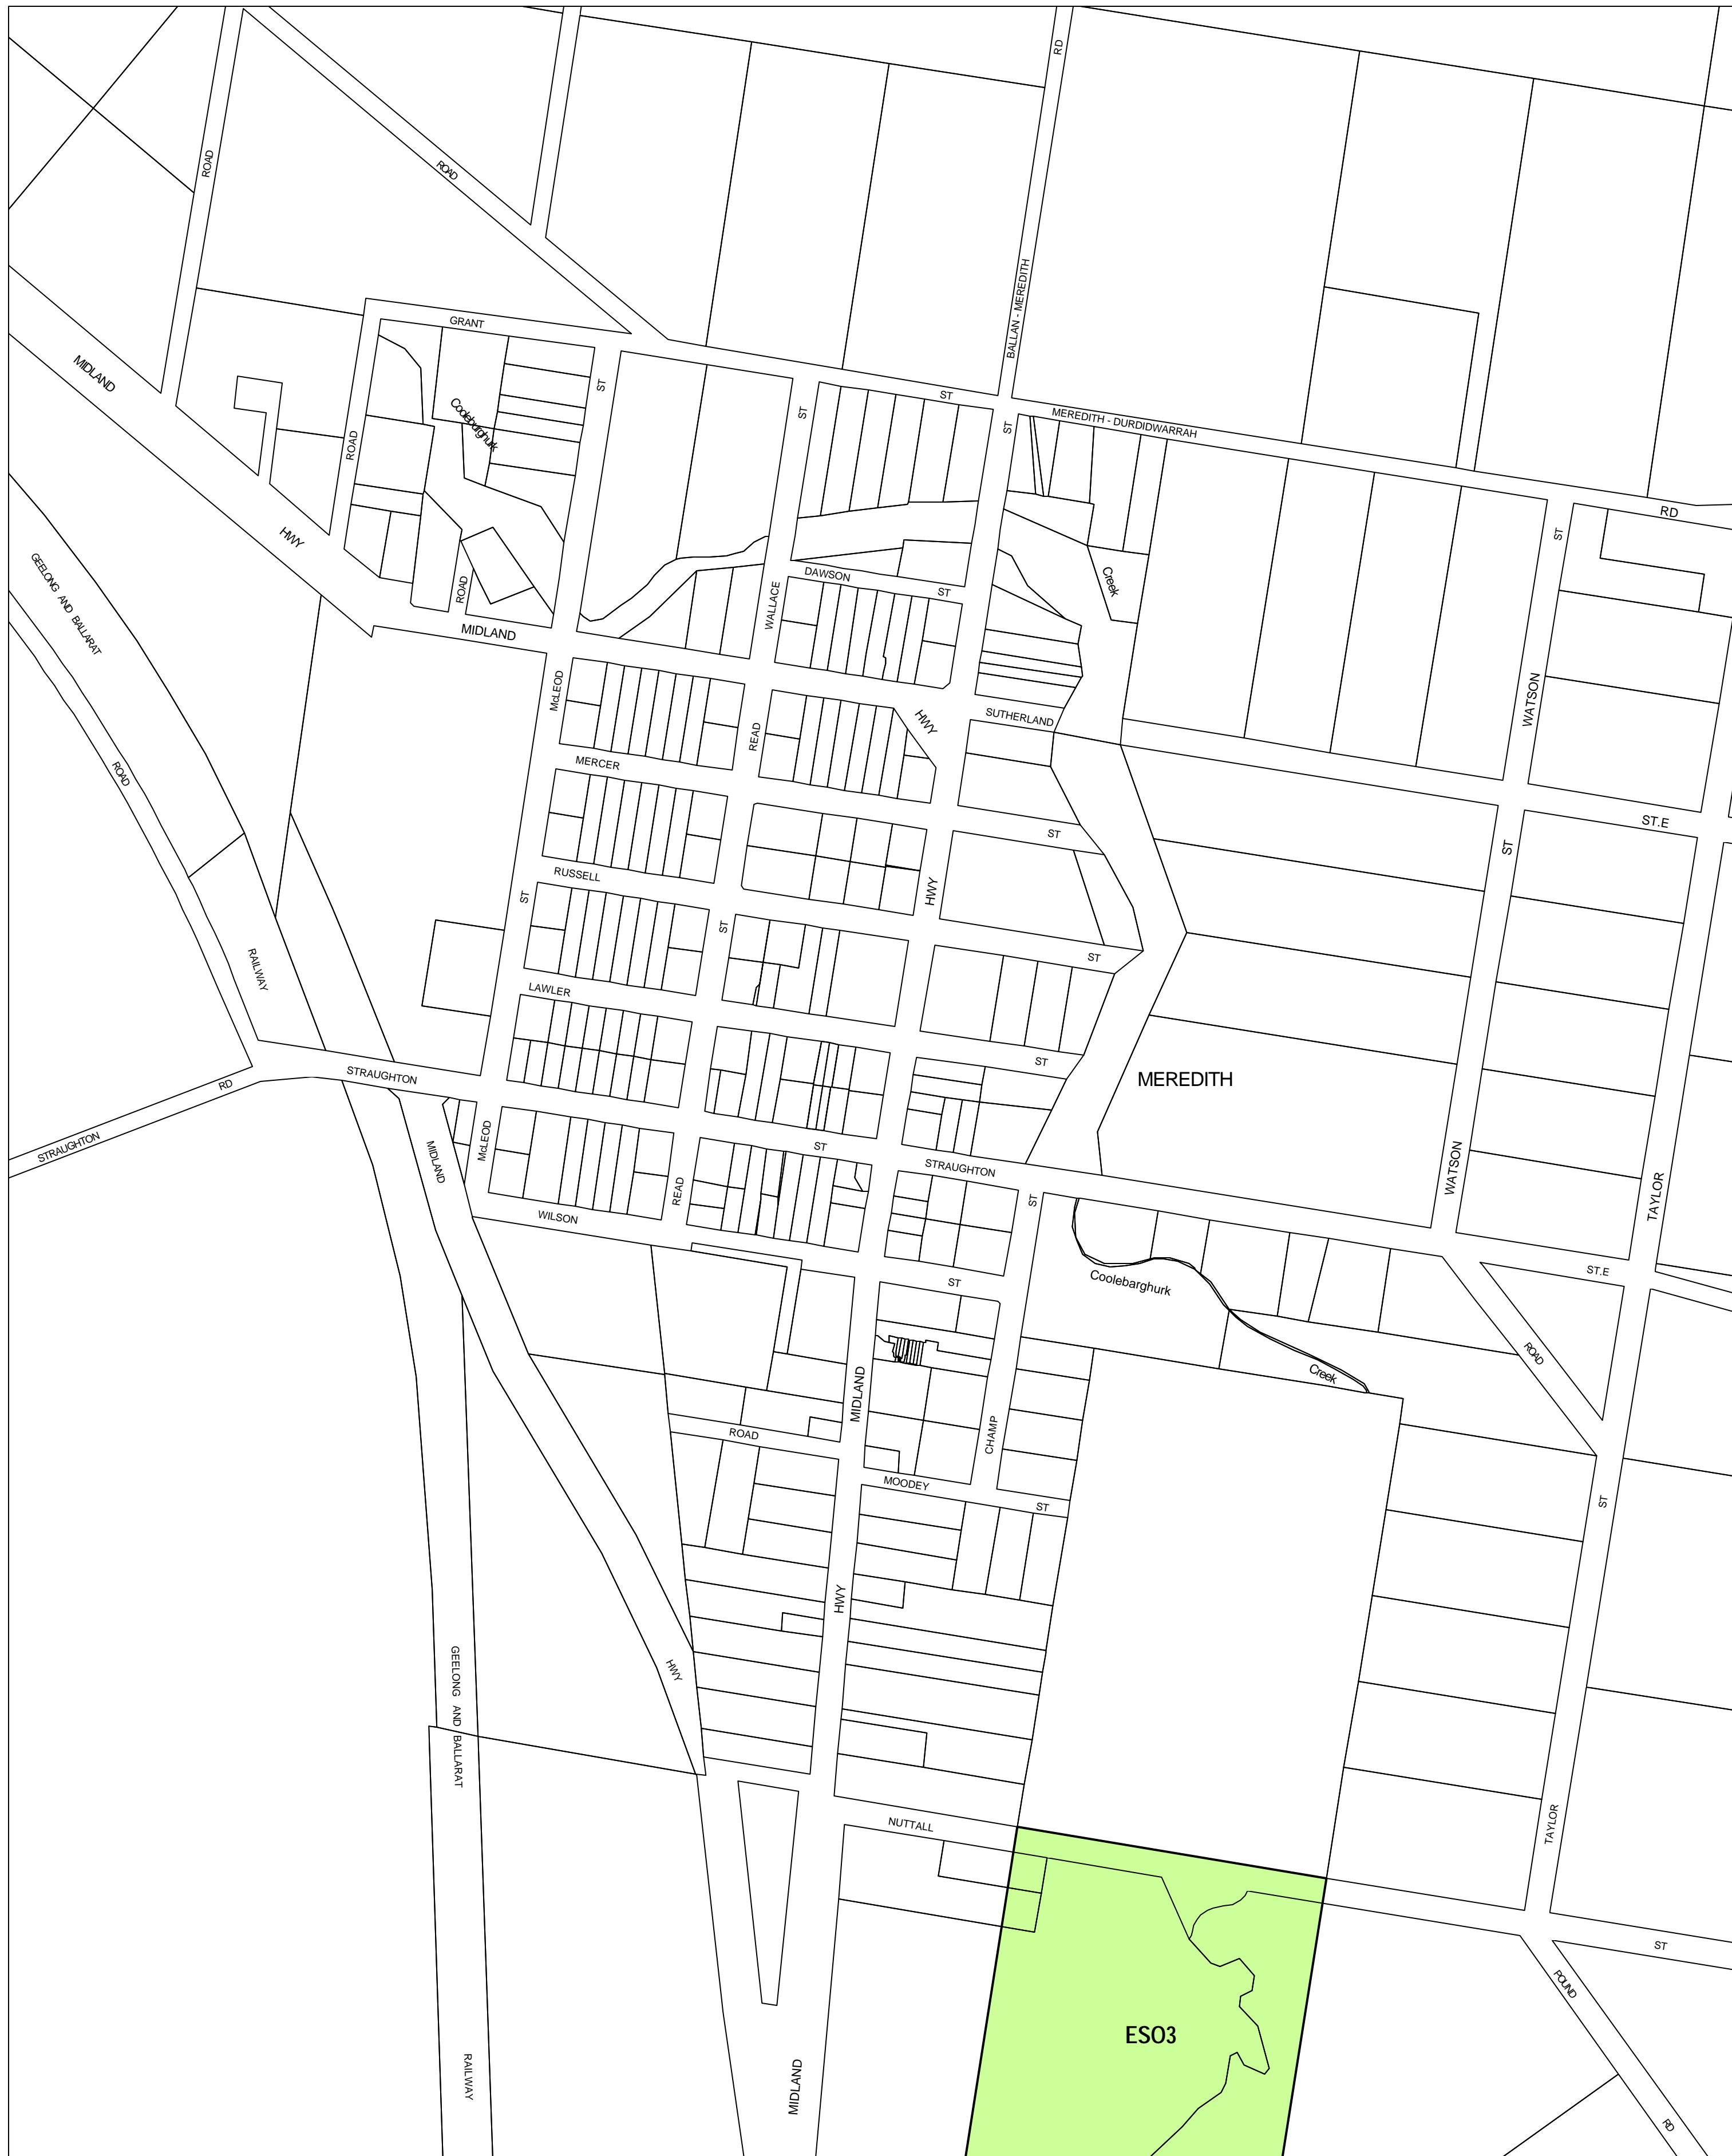 RD
ROAD
ROAD
BALLAN - MEREDITH
GRANT
MIDLAND
ST
ST
ST
Coolebarghurk
MEREDITH - DURDIDWARRAH
ST
ROAD
RD
HWY
ST
GEELONG AND BALLARAT
DAWSON
ST
Creek
ROAD
WALLACE
MIDLAND
McLEOD
WATSON
SUTHERLAND
HWY
READ
MERCER
ROAD
ST.E
ST
ST
RUSSELL
HWY
ST
ST
ST
RAILWAY
LAWLER
ST
STRAUGHTON
MEREDITH
RD
STRAUGHTON
McLEOD
MIDLAND
ST
STRAUGHTON
WATSON
READ
ST
TAYLOR
WILSON
ST.E
ST
Coolebarghurk
ROAD
Creek
MIDLAND
CHAMP
ROAD
MOODEY
ST
ST
HWY
HWY
GEELONG AND BALLARAT
NUTTALL
TAYLOR
ST
POUND
ESO3
RAILWAY
MIDLAND
RD